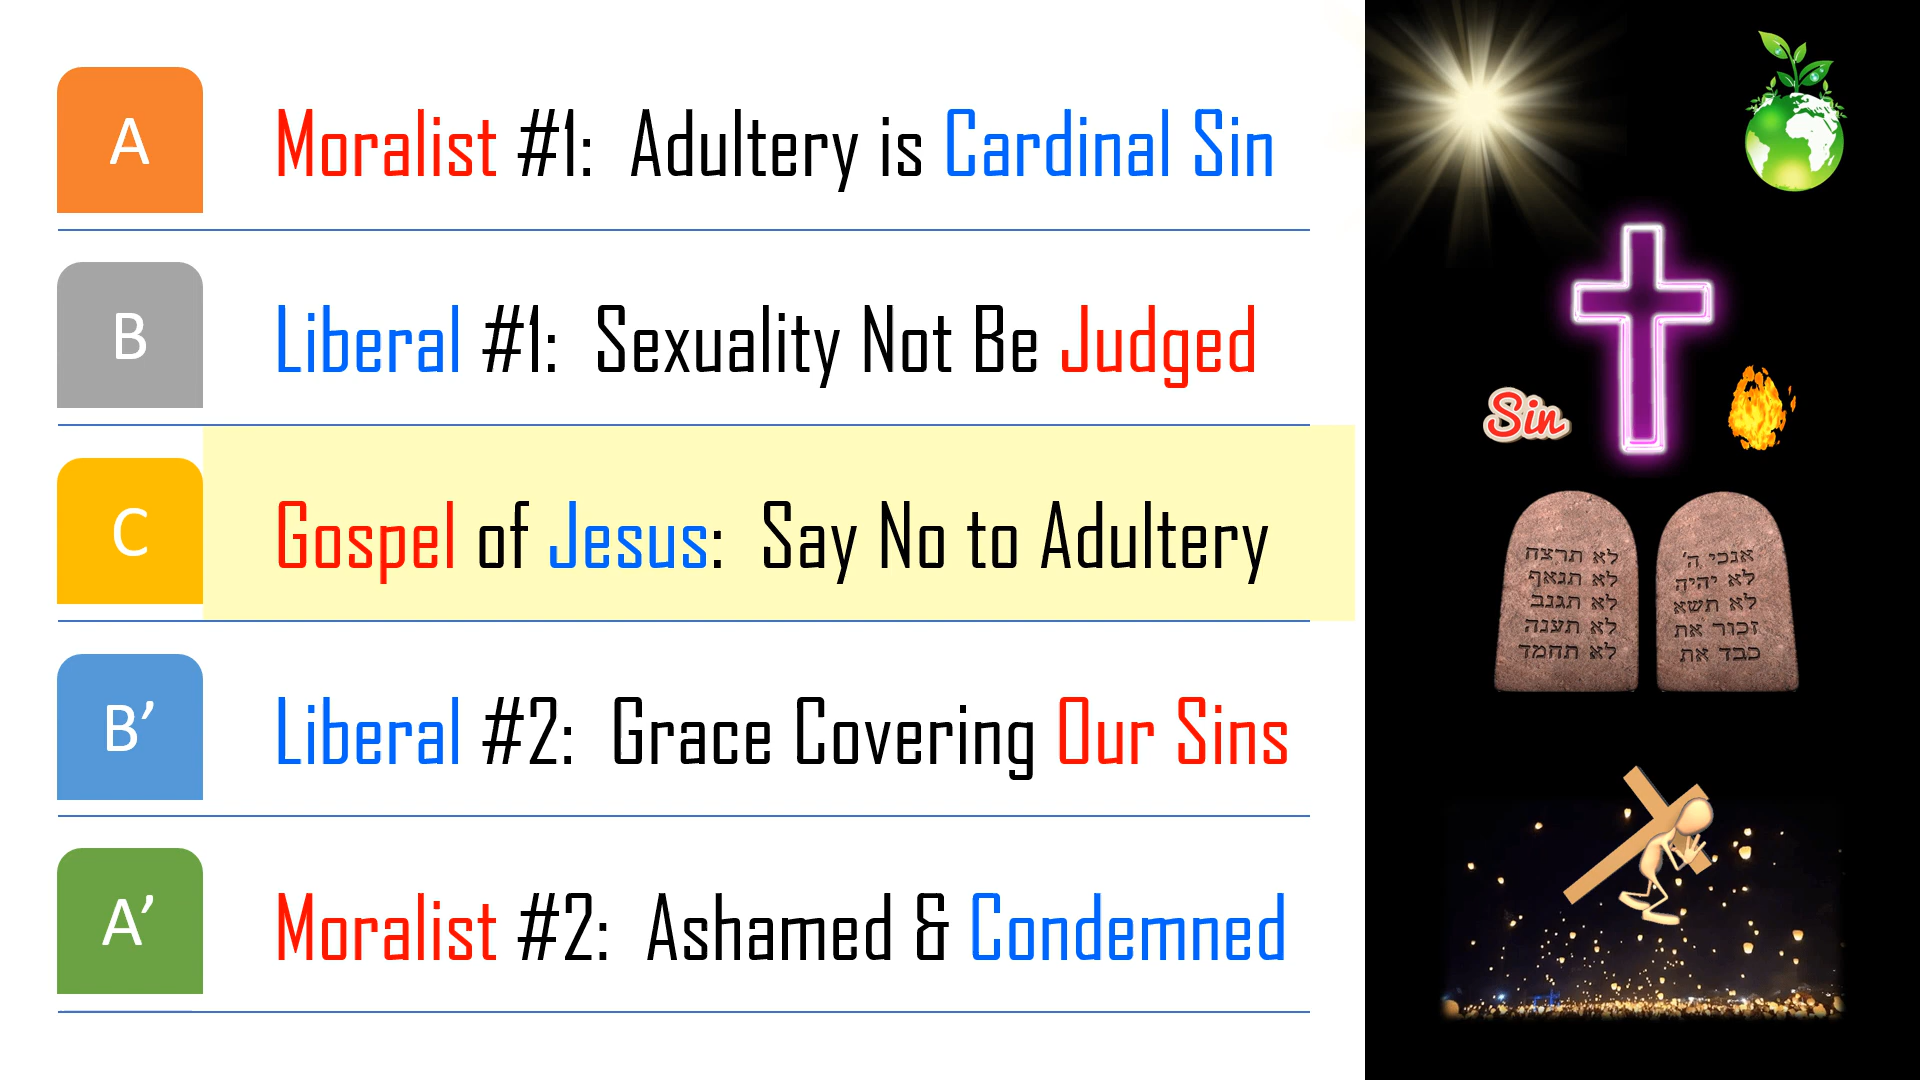 A
Moralist #1: Adultery is Cardinal Sin
B
Liberal #1: Sexuality Not Be Judged
C
Gospel of Jesus: Say No to Adultery
B’
Liberal #2: Grace Covering Our Sins
A’
Moralist #2: Ashamed & Condemned
Sin
אנכי ה'
לא יהיה
לא תשא
זכור את
כבד את
לא תרצח
לא תנאף
לא תגנב
לא תענה
לא תחמד